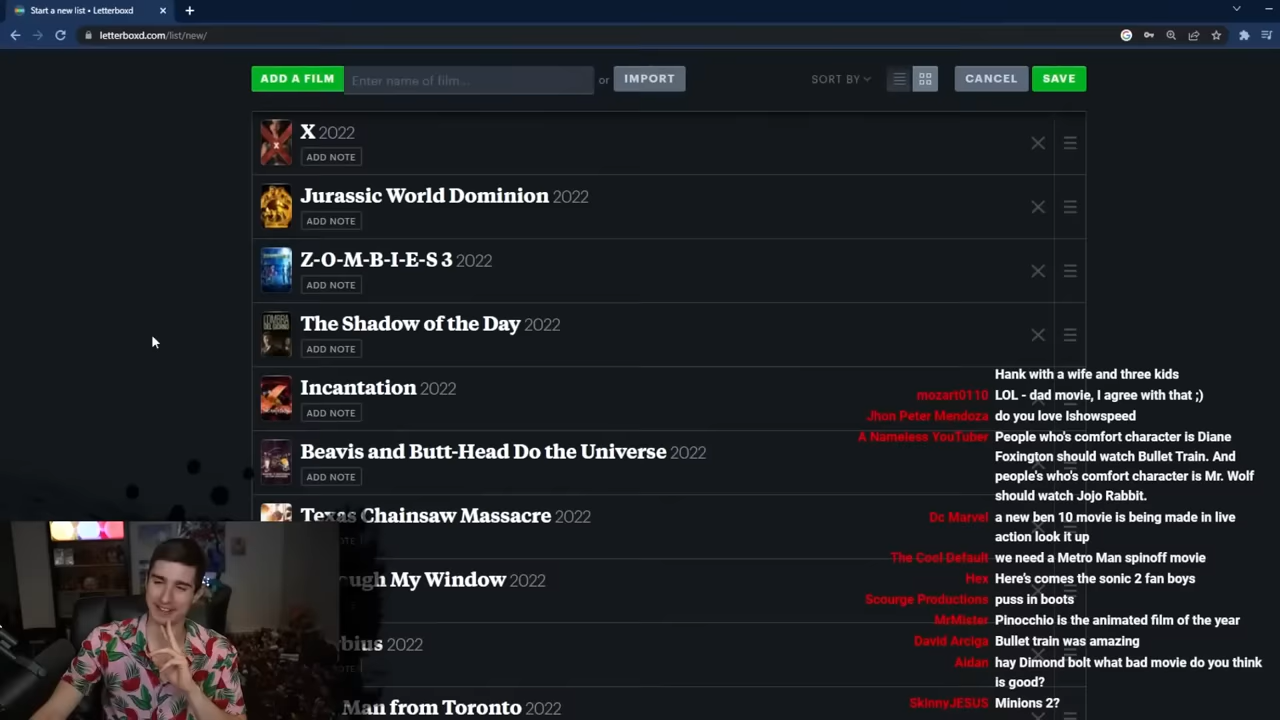 Start a new list • Letterboxd
letterboxd.com/list/new/
ADD A FILM Enter name of film... or IMPORT SORT BY CANCEL SAVE
X 2022
ADD NOTE
Jurassic World Dominion 2022
ADD NOTE
Z-O-M-B-I-E-S 3 2022
ADD NOTE
The Shadow of the Day 2022
ADD NOTE
Incantation 2022
ADD NOTE
Beavis and Butt-Head Do the Universe 2022
ADD NOTE
Texas Chainsaw Massacre 2022
ough My Window 2022
bius 2022
Man from Toronto 2022
Hank with a wife and three kids
mozart0110 LOL - dad movie, I agree with that ;)
Jhon Peter Mendoza do you love Ishowspeed
A Nameless YouTuber People who's comfort character is Diane
Foxington should watch Bullet Train. And
people's who's comfort character is Mr. Wolf
should watch Jojo Rabbit.
Dc Marvel a new ben 10 movie is being made in live
action look it up
The Cool Default we need a Metro Man spinoff movie
Hex Here's comes the sonic 2 fan boys
Scourge Productions puss in boots
MrMister Pinocchio is the animated film of the year
David Arciga Bullet train was amazing
Aidan hay Dimond bolt what bad movie do you think
is good?
SkinnyJESUS Minions 2?